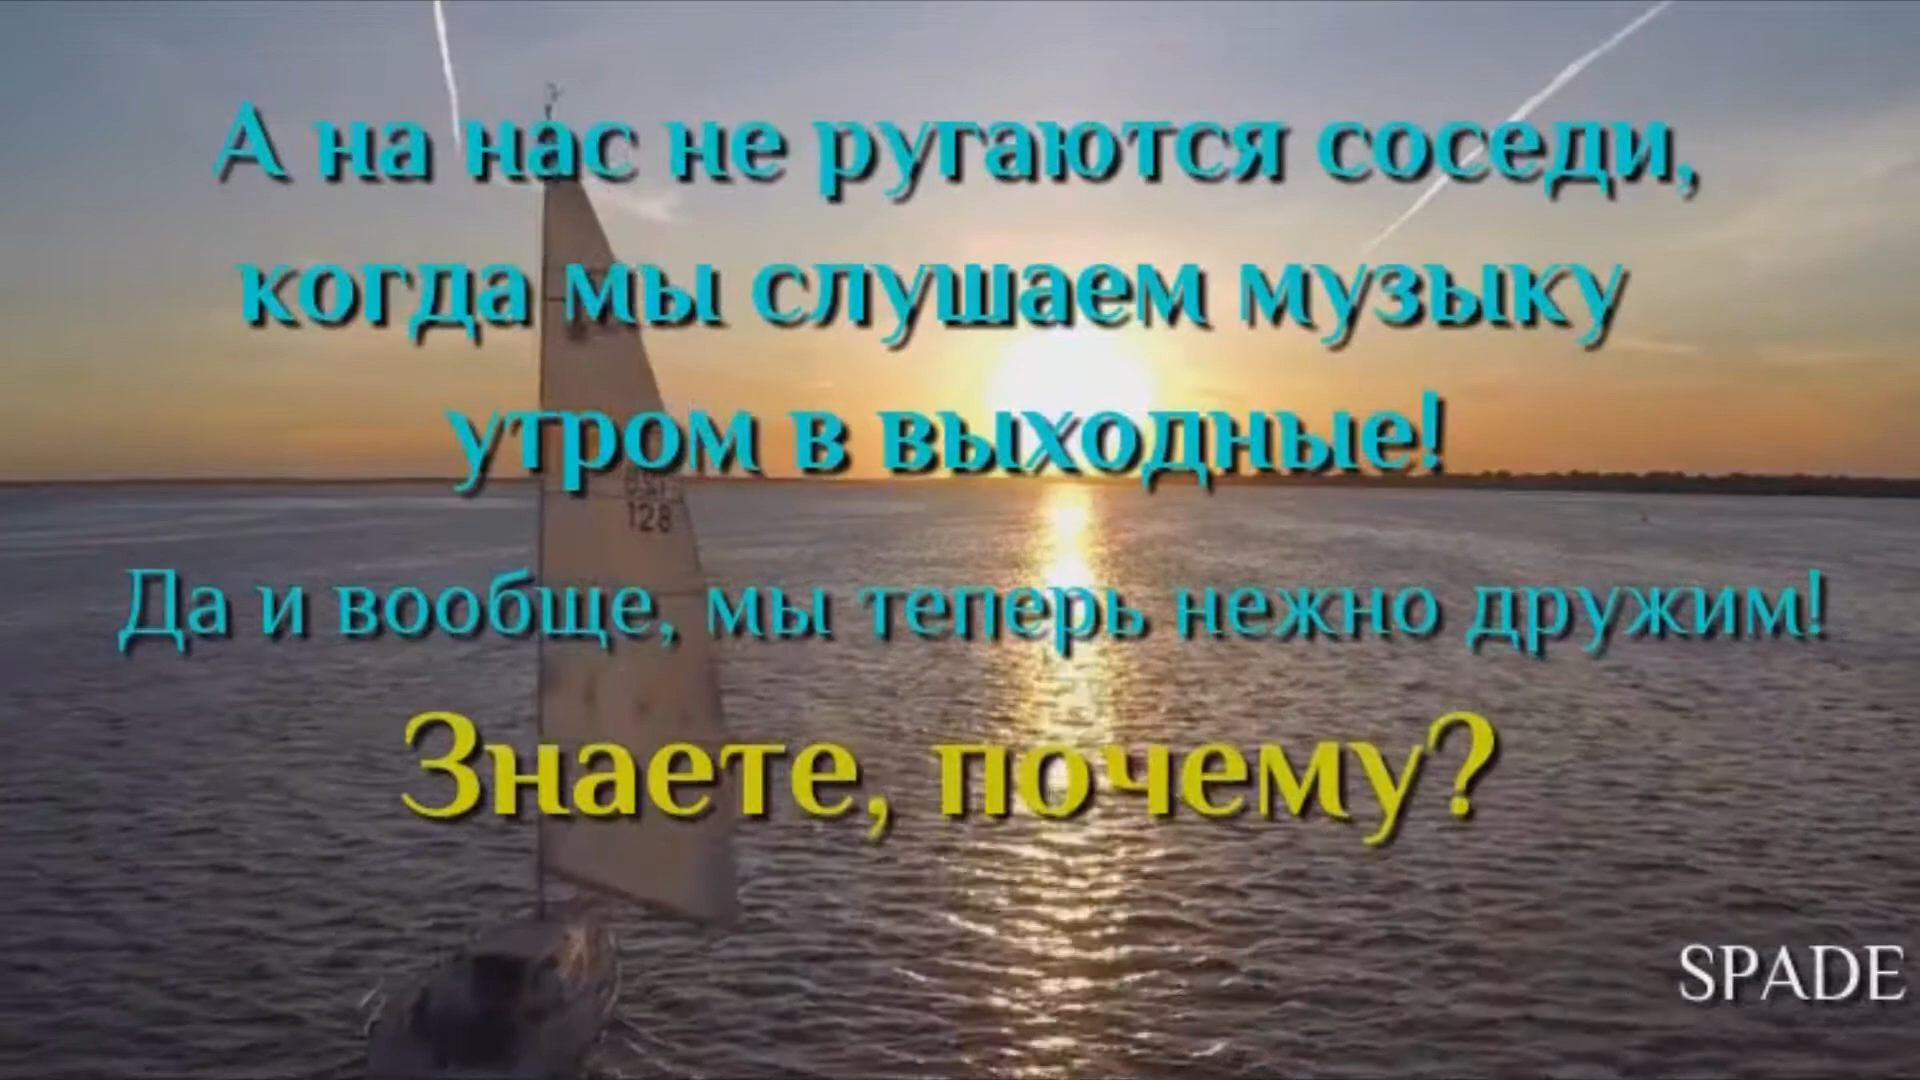 А на нас не ругаются соседи,
когда мы слушаем музыку
утром в выходные!
128
Да и вообще, мы теперь нежно дружим!
Знаете, почему?
SPADE